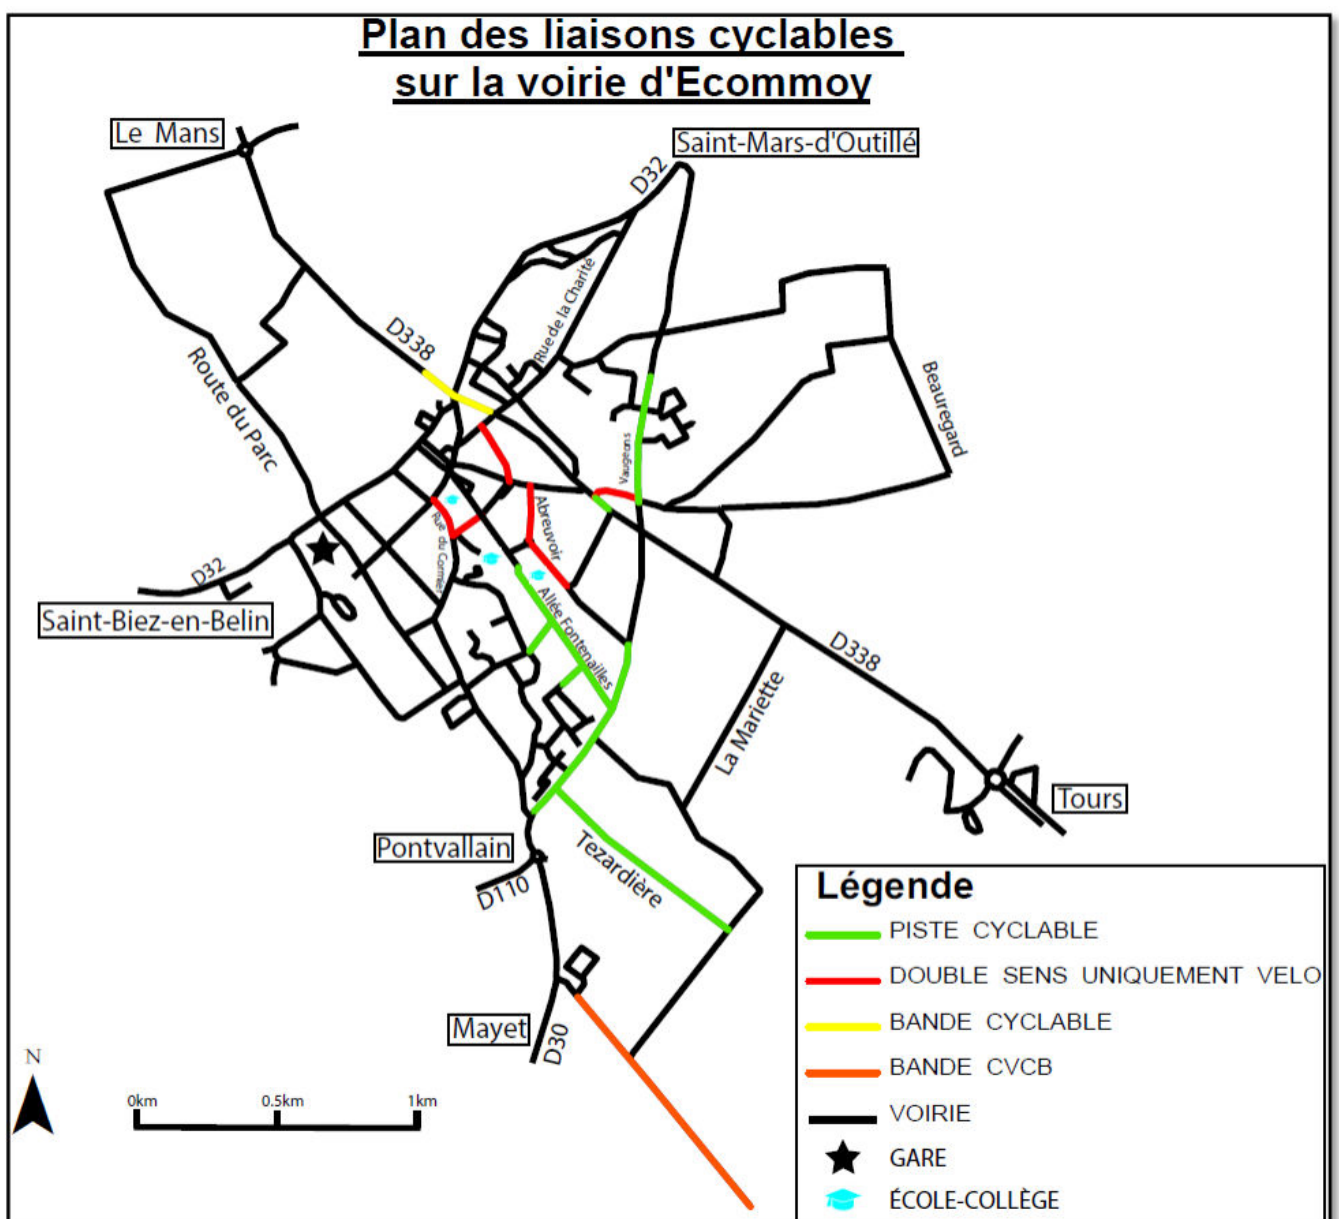 Plan des liaisons cyclables
sur la voirie d'Ecommoy
Le Mans
Saint-Mars-d'Outillé
D32
Rue de la Charité
D338
Route du Parc
Beauregard
Vaugeons
Abreuvoir
Rue du Cormier
D32
Saint-Biez-en-Belin
Allée Fontenailles
D338
La Mariette
Tours
Pontvallain
D110
Tezardière
Mayet
D30
N
0km 0.5km 1km
Légende
PISTE CYCLABLE
DOUBLE SENS UNIQUEMENT VELO
BANDE CYCLABLE
BANDE CVCB
VOIRIE
GARE
ÉCOLE-COLLÈGE